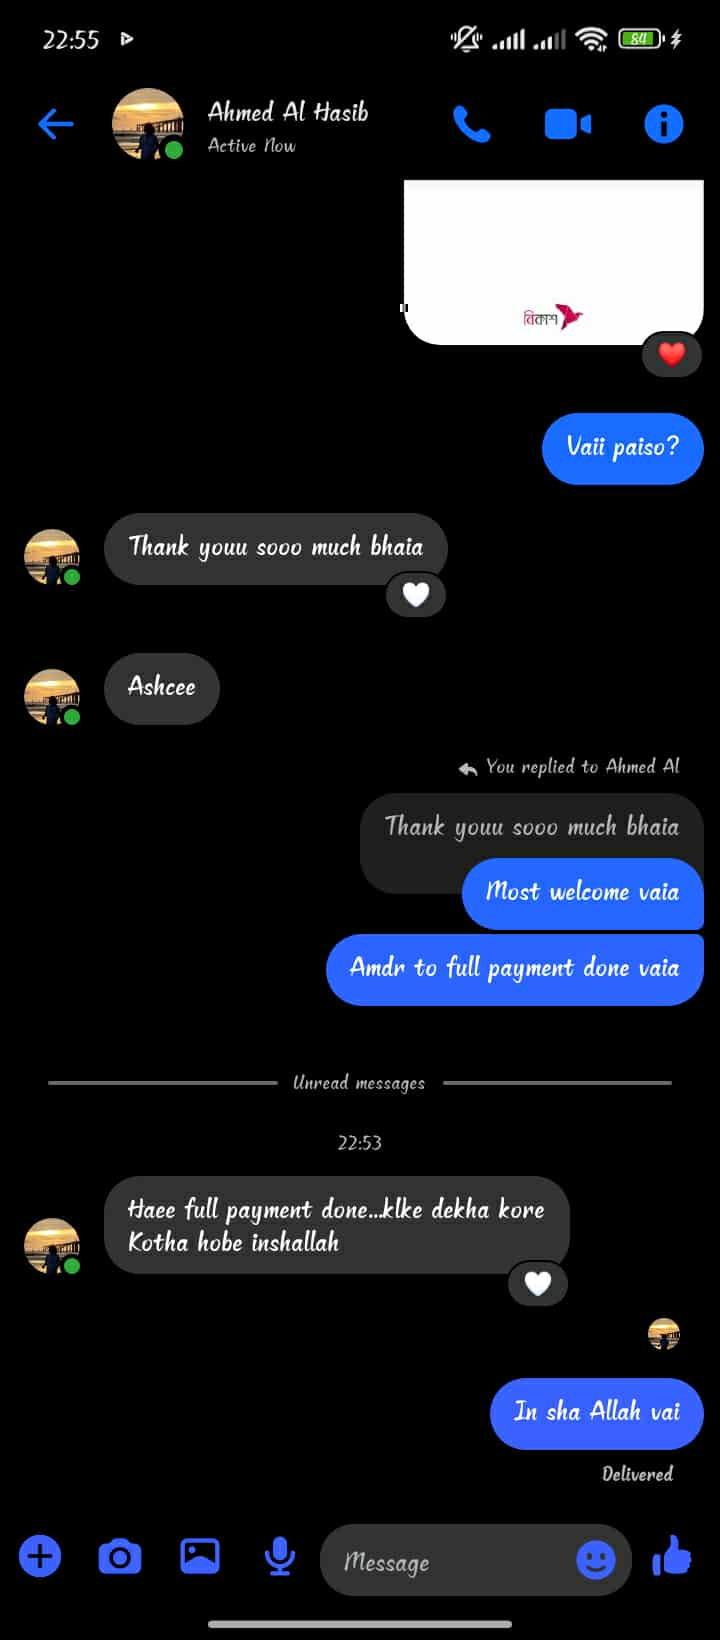 22:55
84
Ahmed Al Hasib
Active Now
বিকাশ
Vaii paiso?
Thank youu sooo much bhaia
Ashcee
You replied to Ahmed Al
Thank youu sooo much bhaia
Most welcome vaia
Amdr to full payment done vaia
Unread messages
22:53
Haee full payment done...klke dekha kore
Kotha hobe inshallah
In sha Allah vai
Delivered
Message